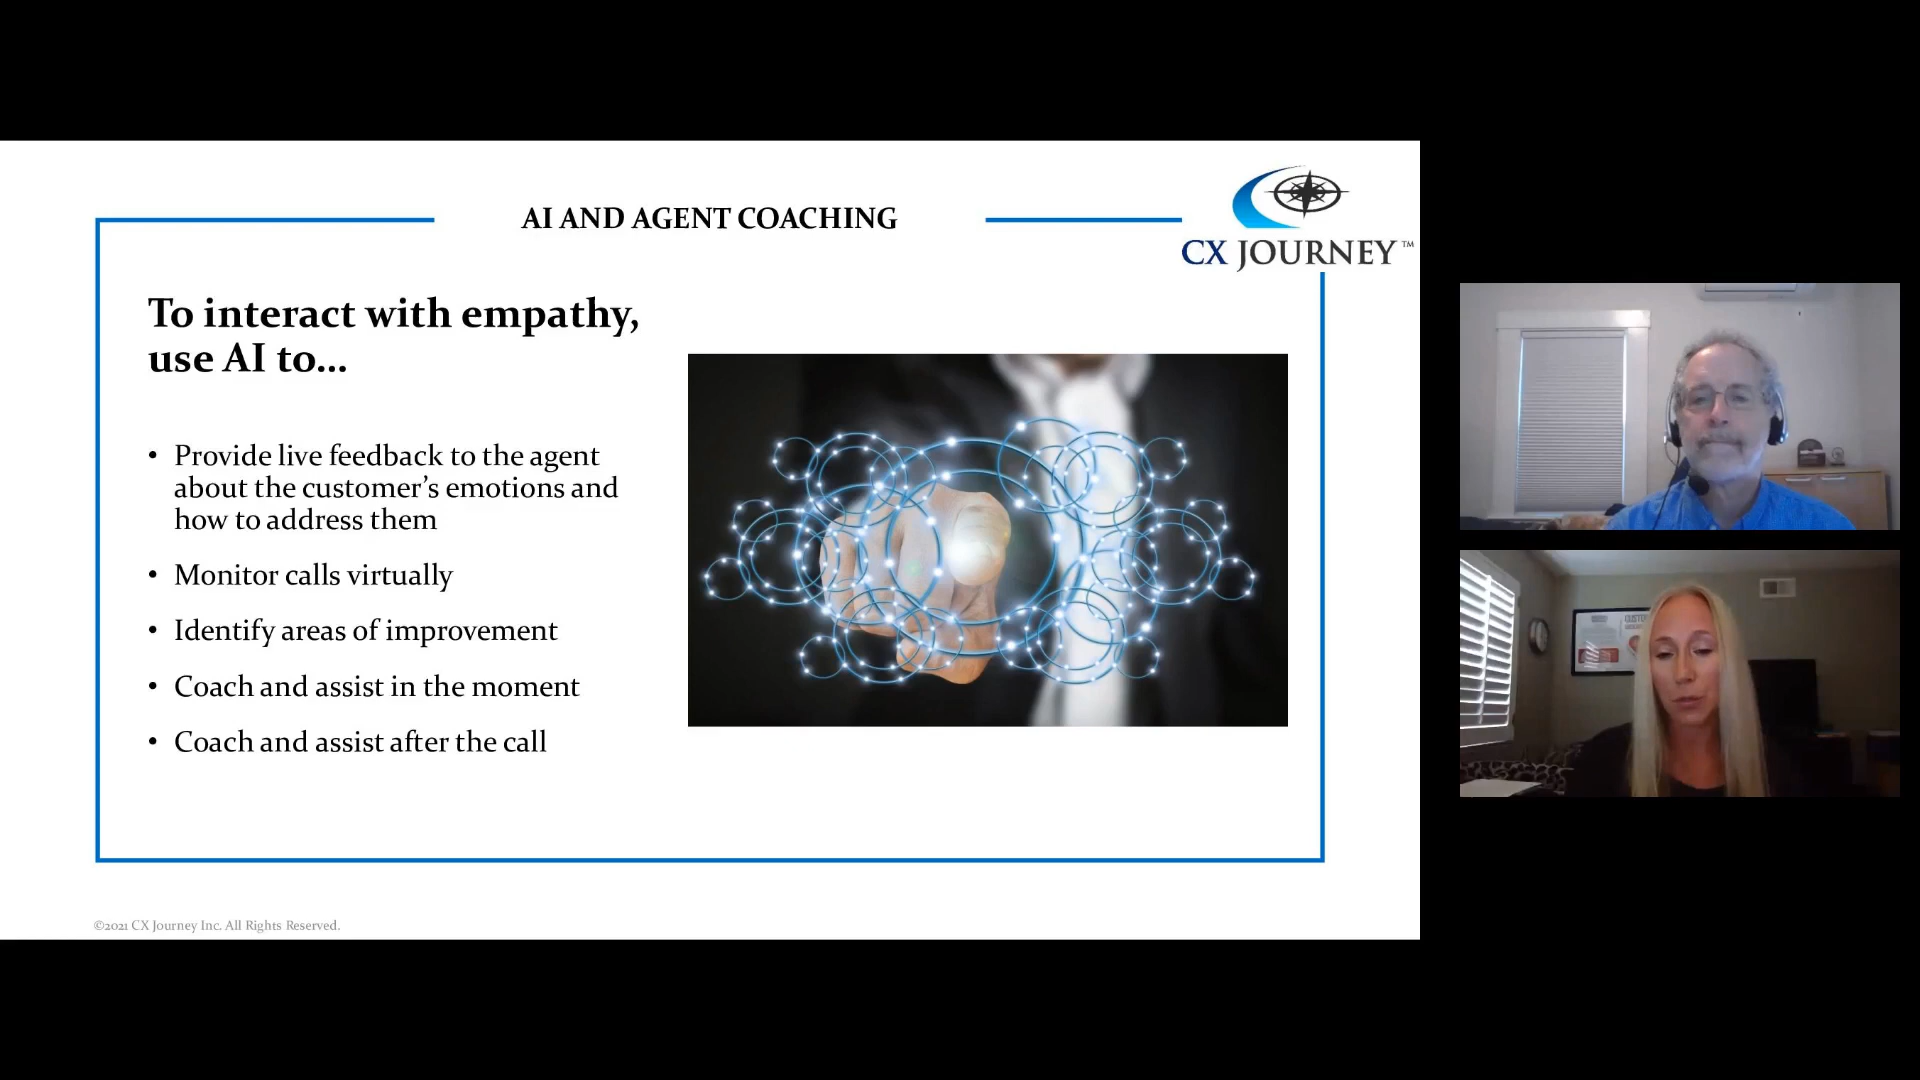 AI AND AGENT COACHING
CX JOURNEY™
To interact with empathy,
use AI to...
• Provide live feedback to the agent
about the customer’s emotions and
how to address them
• Monitor calls virtually
• Identify areas of improvement
• Coach and assist in the moment
• Coach and assist after the call
©2021 CX Journey Inc. All Rights Reserved.